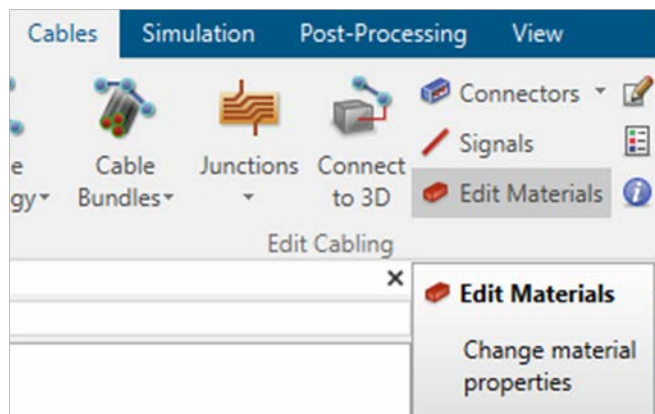 Cables Simulation Post-Processing View
Connectors
Signals
Edit Materials
e
gy
Cable
Bundles
Junctions
Connect
to 3D
Edit Cabling
Edit Materials
Change material
properties